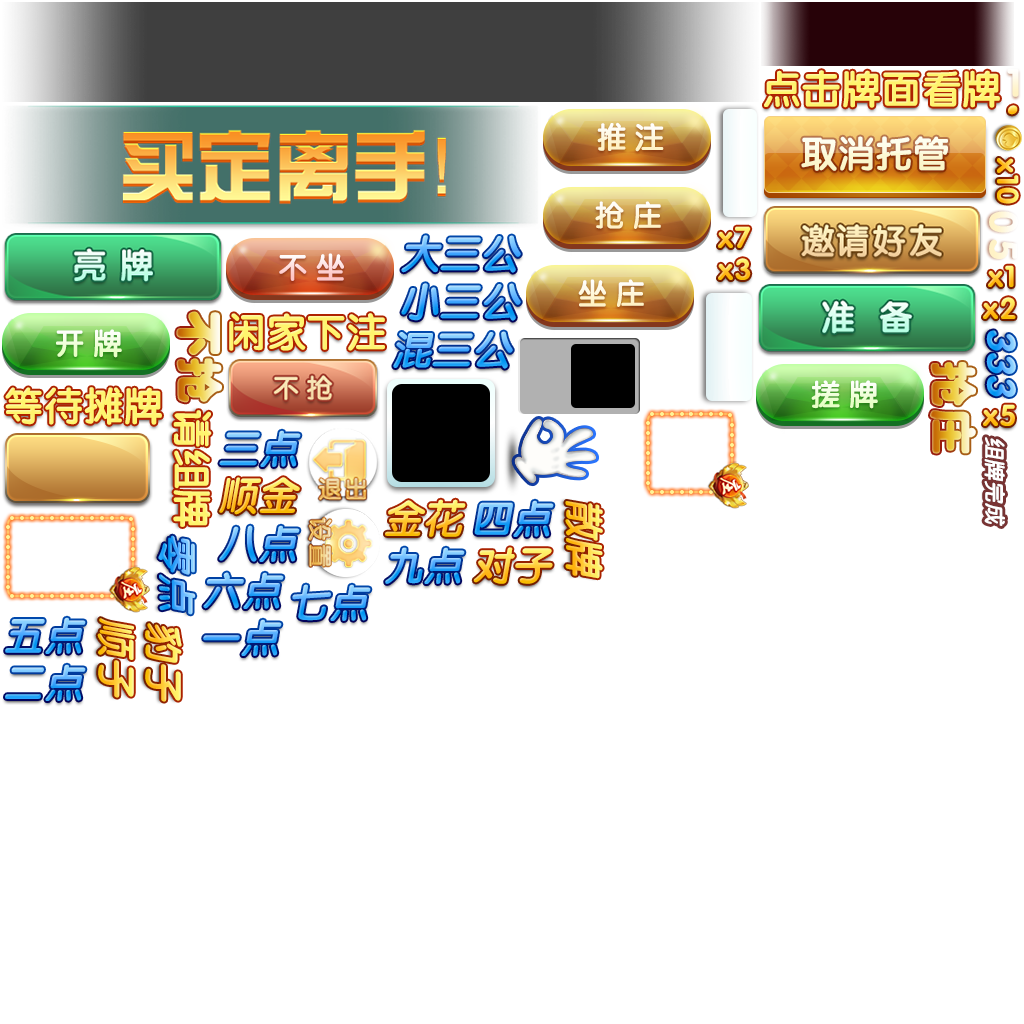 点击牌面看牌!
买定离手!
推注
取消托管
x10
抢庄
邀请好友
0
5
x7
x3
亮牌
不坐
大三公
小三公
混三公
坐庄
x1
x2
准备
333
开牌
不抢
闲家下注
不抢
等待摊牌
搓牌
抢庄
x5
请组牌
三点
顺金
退出
组牌完成
庄
金花
四点
散牌
八点
设置
九点
对子
零点
六点
七点
庄
五点
二点
顺子
豹子
一点